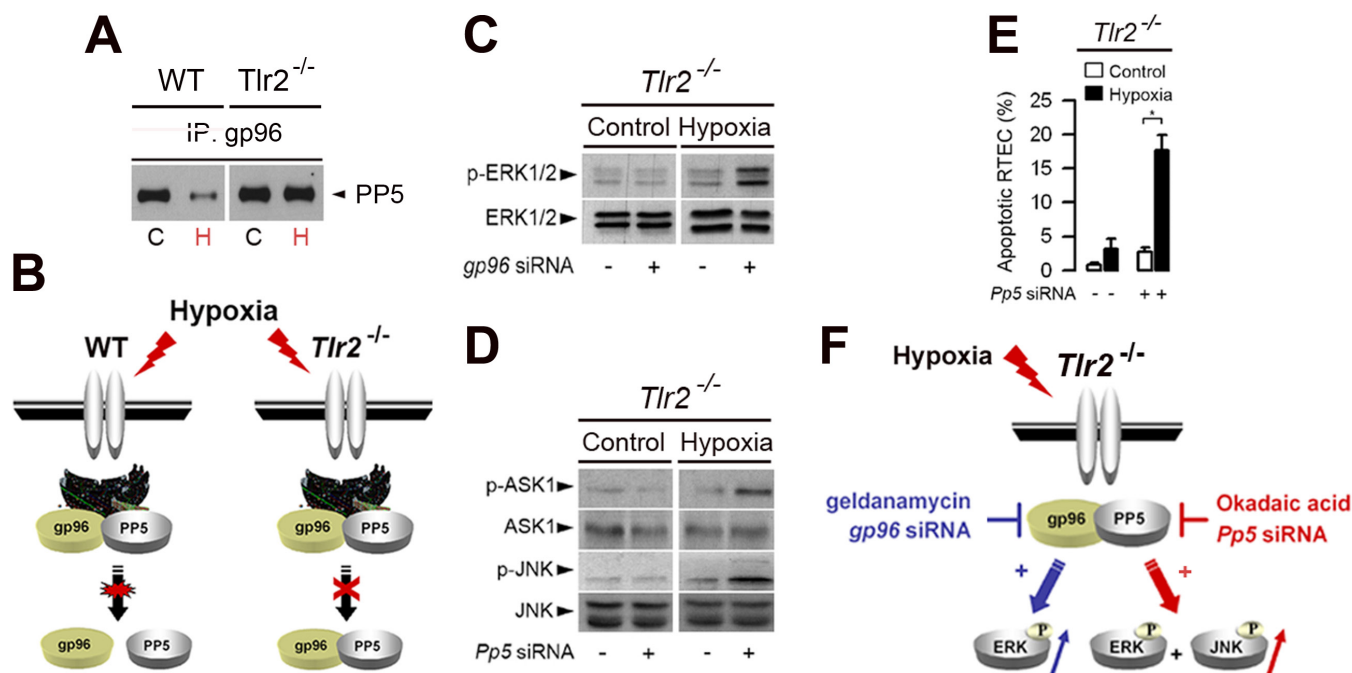 A
WT Tlr2 -/-
IP: gp96
PP5
C H C H
B
Hypoxia
WT Tlr2 -/-
gp96 PP5 gp96 PP5
gp96 PP5 gp96 PP5
C
Tlr2 -/-
Control Hypoxia
p-ERK1/2
ERK1/2
gp96 siRNA - + - +
D
Tlr2 -/-
Control Hypoxia
p-ASK1
ASK1
p-JNK
JNK
Pp5 siRNA - + - +
E
Tlr2 -/-
Control
Hypoxia
Apoptotic RTEC (%)
25
20
15
10
5
0
*
Pp5 siRNA - - + +
F
Hypoxia Tlr2 -/-
geldanamycin
gp96 siRNA
gp96 PP5
Okadaic acid
Pp5 siRNA
+ +
P P P
ERK ERK + JNK